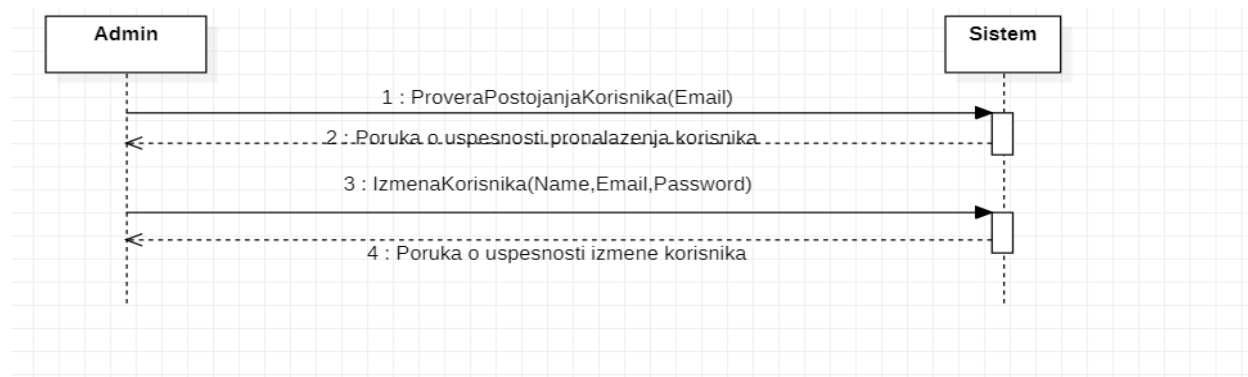 Admin
Sistem
1 : ProveraPostojanjaKorisnika(Email)
2 : Poruka o uspesnosti pronalazenja korisnika
3 : IzmenaKorisnika(Name,Email,Password)
4 : Poruka o uspesnosti izmene korisnika